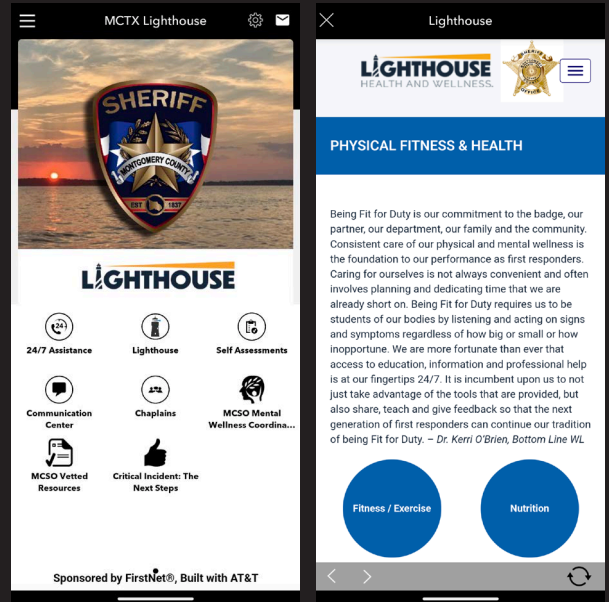 MCTX Lighthouse
SHERIFF
MONTGOMERY COUNTY
EST 1837
LIGHTHOUSE
24
24/7 Assistance
Lighthouse
Self Assessments
Communication
Center
Chaplains
MCSO Mental
Wellness Coordina...
MCSO Vetted
Resources
Critical Incident: The
Next Steps
Sponsored by FirstNet®, Built with AT&T
Lighthouse
LIGHTHOUSE
HEALTH AND WELLNESS.
SHERIFF
OFFICE
PHYSICAL FITNESS & HEALTH
Being Fit for Duty is our commitment to the badge, our
partner, our department, our family and the community.
Consistent care of our physical and mental wellness is
the foundation to our performance as first responders.
Caring for ourselves is not always convenient and often
involves planning and dedicating time that we are
already short on. Being Fit for Duty requires us to be
students of our bodies by listening and acting on signs
and symptoms regardless of how big or small or how
inopportune. We are more fortunate than ever that
access to education, information and professional help
is at our fingertips 24/7. It is incumbent upon us to not
just take advantage of the tools that are provided, but
also share, teach and give feedback so that the next
generation of first responders can continue our tradition
of being Fit for Duty. – Dr. Kerri O'Brien, Bottom Line WL
Fitness / Exercise
Nutrition